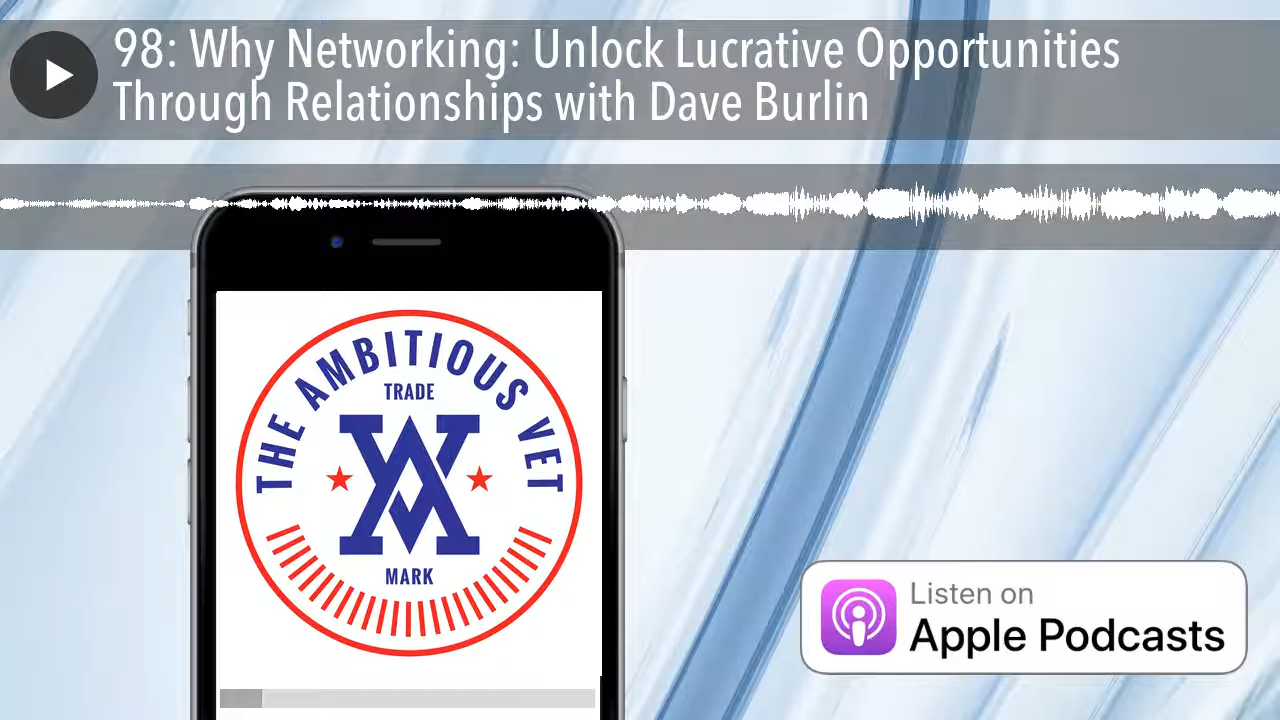 98: Why Networking: Unlock Lucrative Opportunities
Through Relationships with Dave Burlin
THE AMBITIOUS VET
TRADE
MARK
Listen on
Apple Podcasts